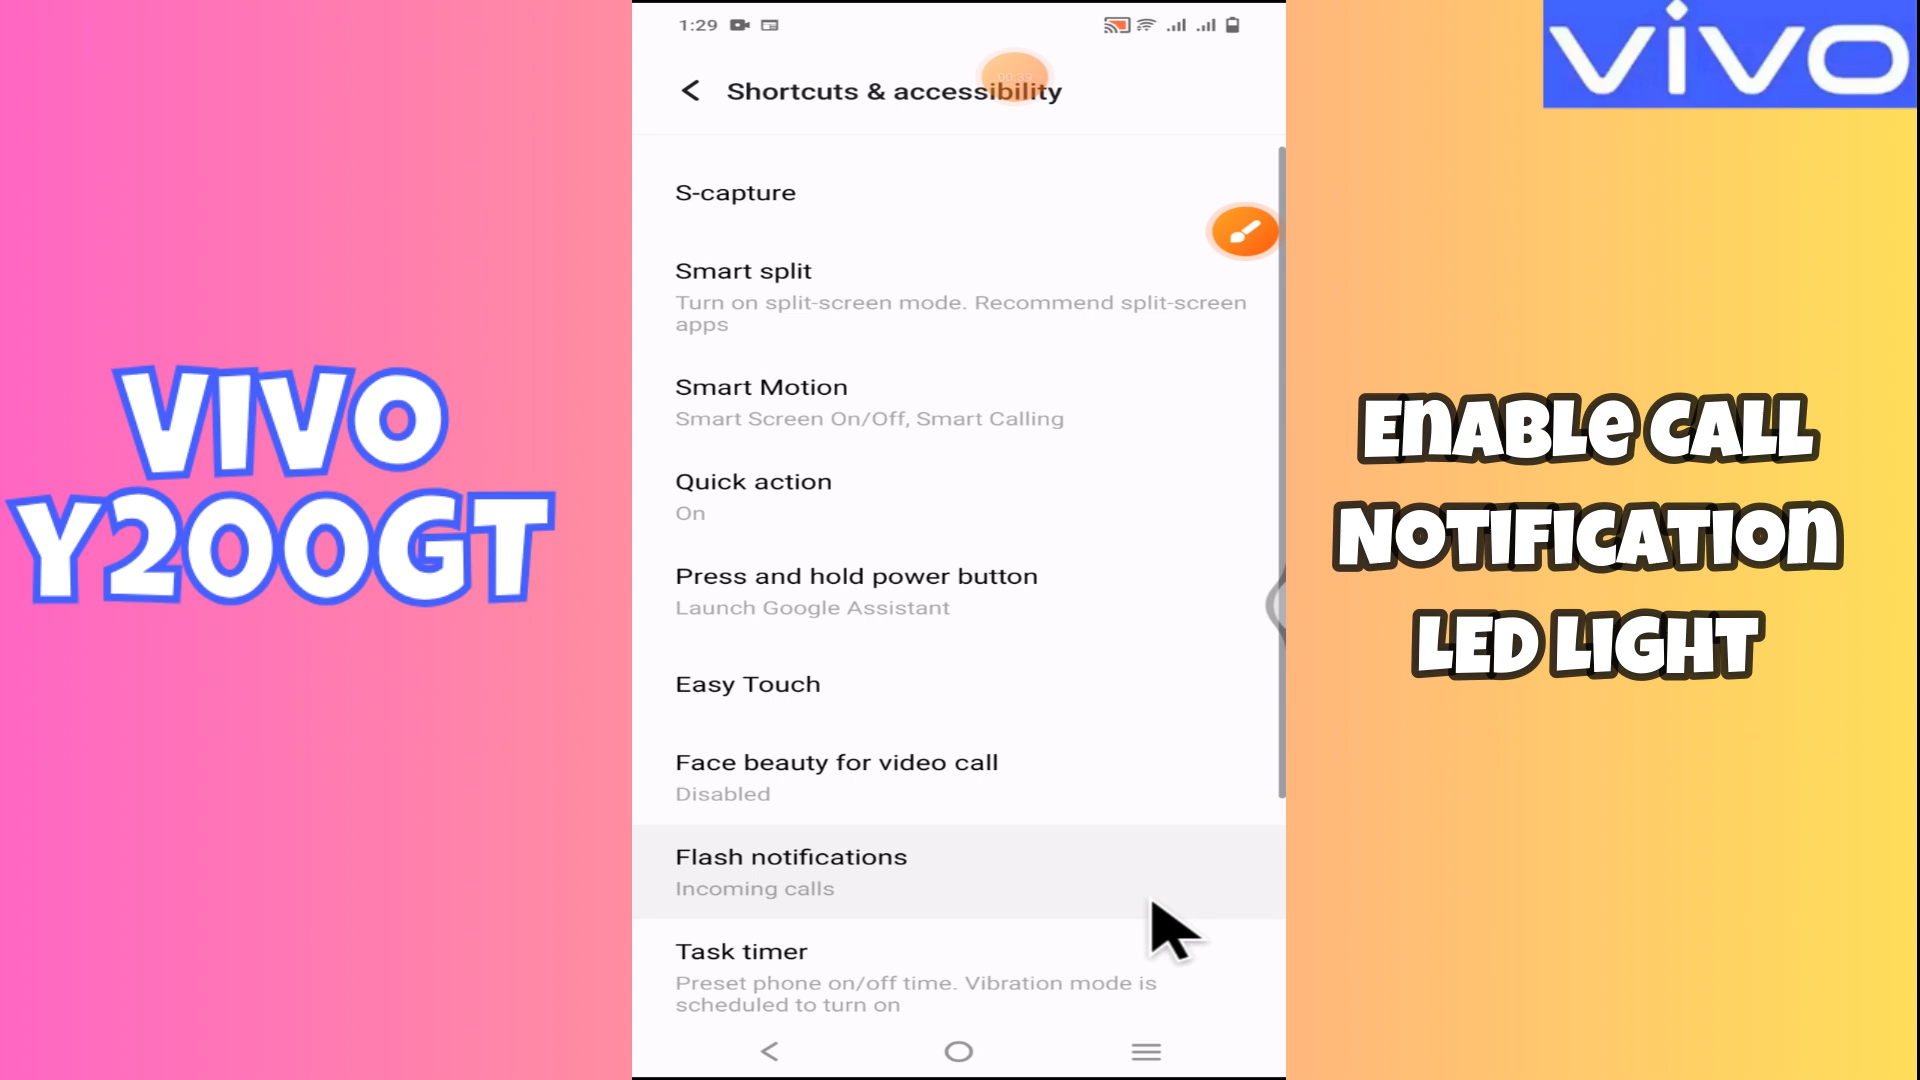 VIVO
Y200GT
1:29
00:39
Shortcuts & accessibility
S-capture
Smart split
Turn on split-screen mode. Recommend split-screen
apps
Smart Motion
Smart Screen On/Off, Smart Calling
Quick action
On
Press and hold power button
Launch Google Assistant
Easy Touch
Face beauty for video call
Disabled
Flash notifications
Incoming calls
Task timer
Preset phone on/off time. Vibration mode is
scheduled to turn on
vivo
ENABLE CALL
NOTIFICATION
LED LIGHT